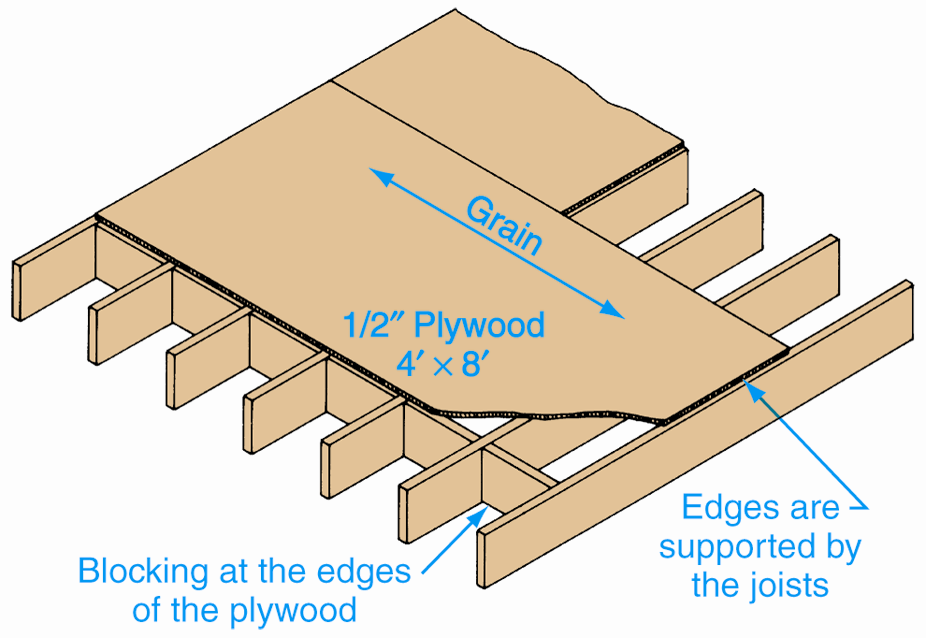 Grain
1/2″ Plywood
4′ × 8′
Edges are
supported by
the joists
Blocking at the edges
of the plywood